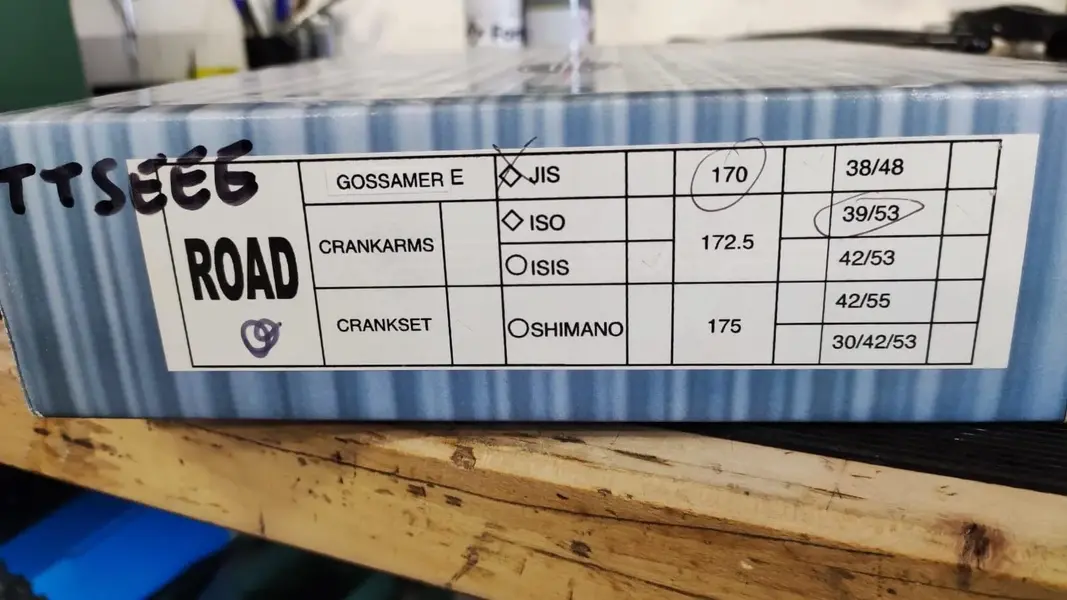 TTSEEG
ROAD
GOSSAMER E
CRANKARMS
CRANKSET
JIS
ISO
ISIS
SHIMANO
170
172.5
175
38/48
39/53
42/53
42/55
30/42/53